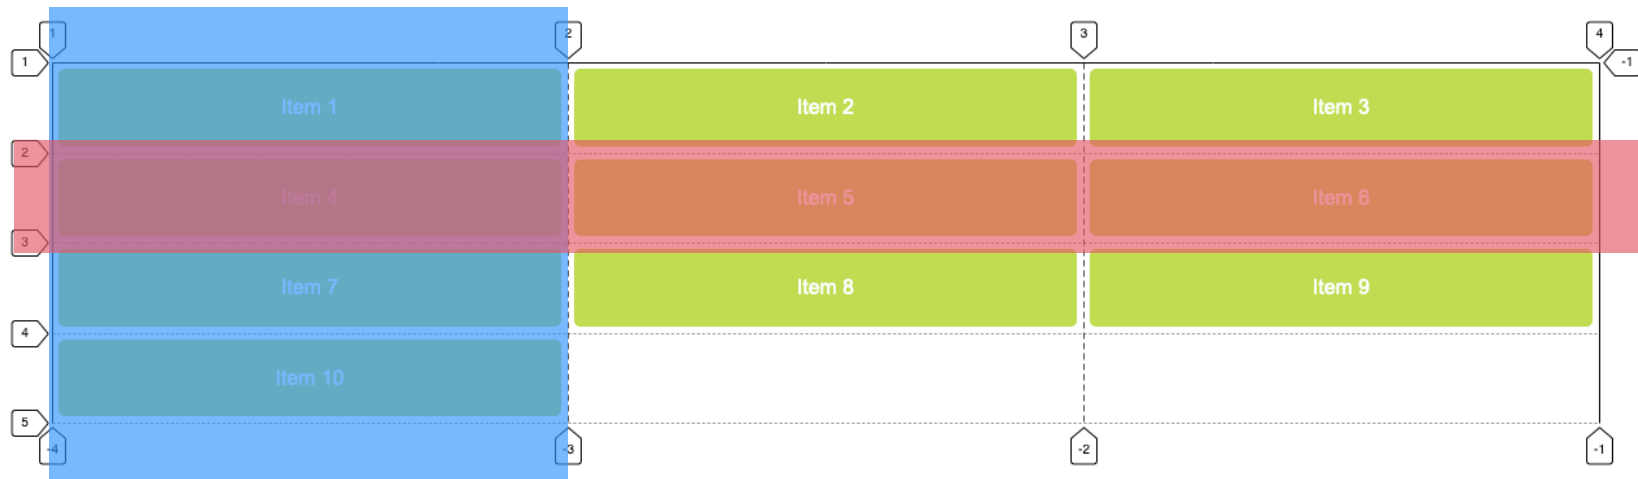 1 2 3 4
1 -1
Item 1 Item 2 Item 3
2
Item 4 Item 5 Item 6
3
Item 7 Item 8 Item 9
4
Item 10
5
-4 -3 -2 -1